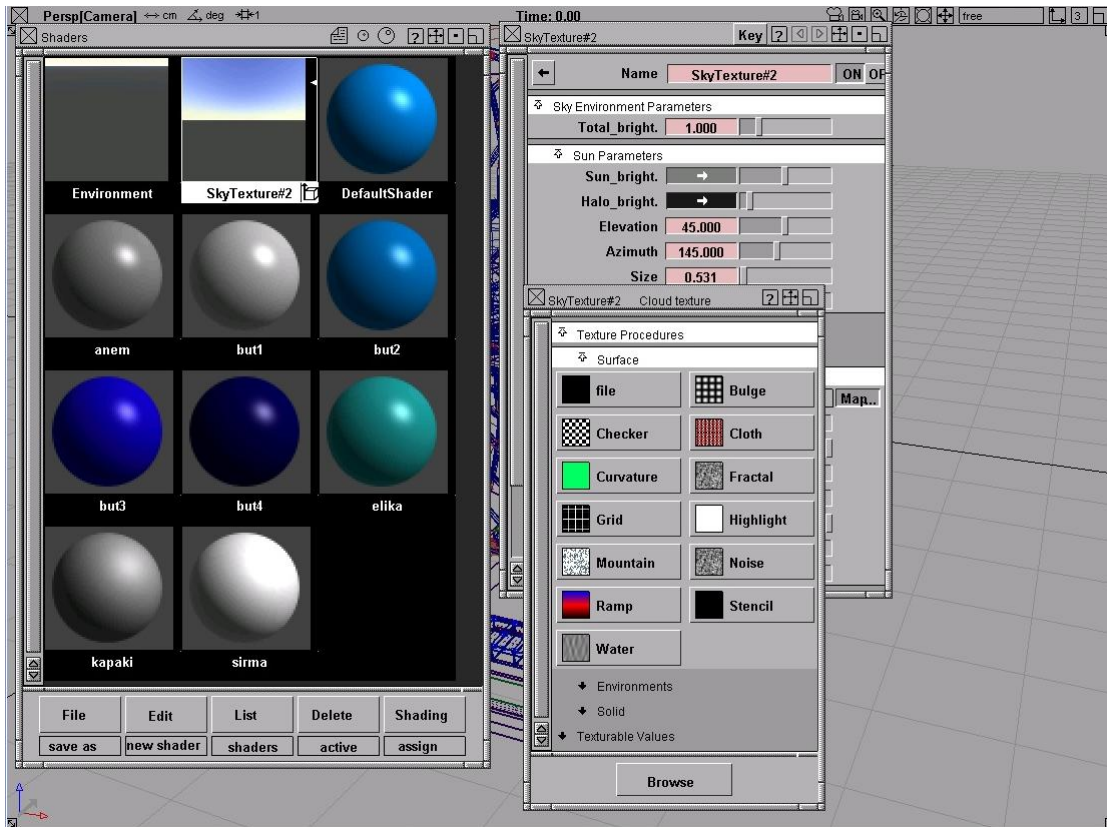 Persp[Camera] cm deg 1 Time: 0.00 free 3
Shaders
Environment SkyTexture#2 DefaultShader
anem but1 but2
but3 but4 elika
kapaki sirma
File Edit List Delete Shading
save as new shader shaders active assign
SkyTexture#2 Key ?
Name SkyTexture#2 ON OF
Sky Environment Parameters
Total_bright. 1.000
Sun Parameters
Sun_bright.
Halo_bright.
Elevation 45.000
Azimuth 145.000
Size 0.531
Map..
SkyTexture#2 Cloud texture ?
Texture Procedures
Surface
file Bulge
Checker Cloth
Curvature Fractal
Grid Highlight
Mountain Noise
Ramp Stencil
Water
Environments
Solid
Texturable Values
Browse